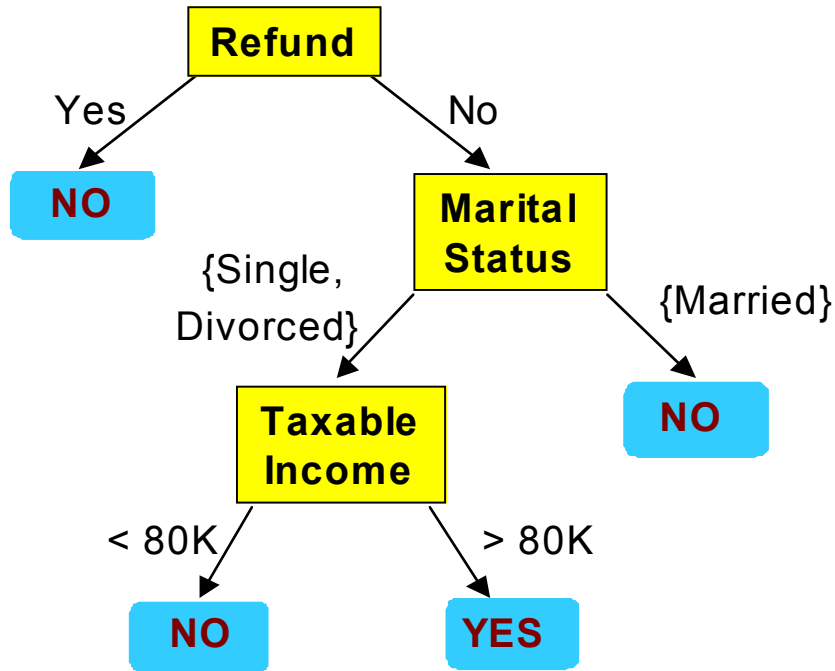 Refund
Yes
No
NO
Marital
Status
{Single,
Divorced}
{Married}
Taxable
Income
NO
< 80K
> 80K
NO
YES